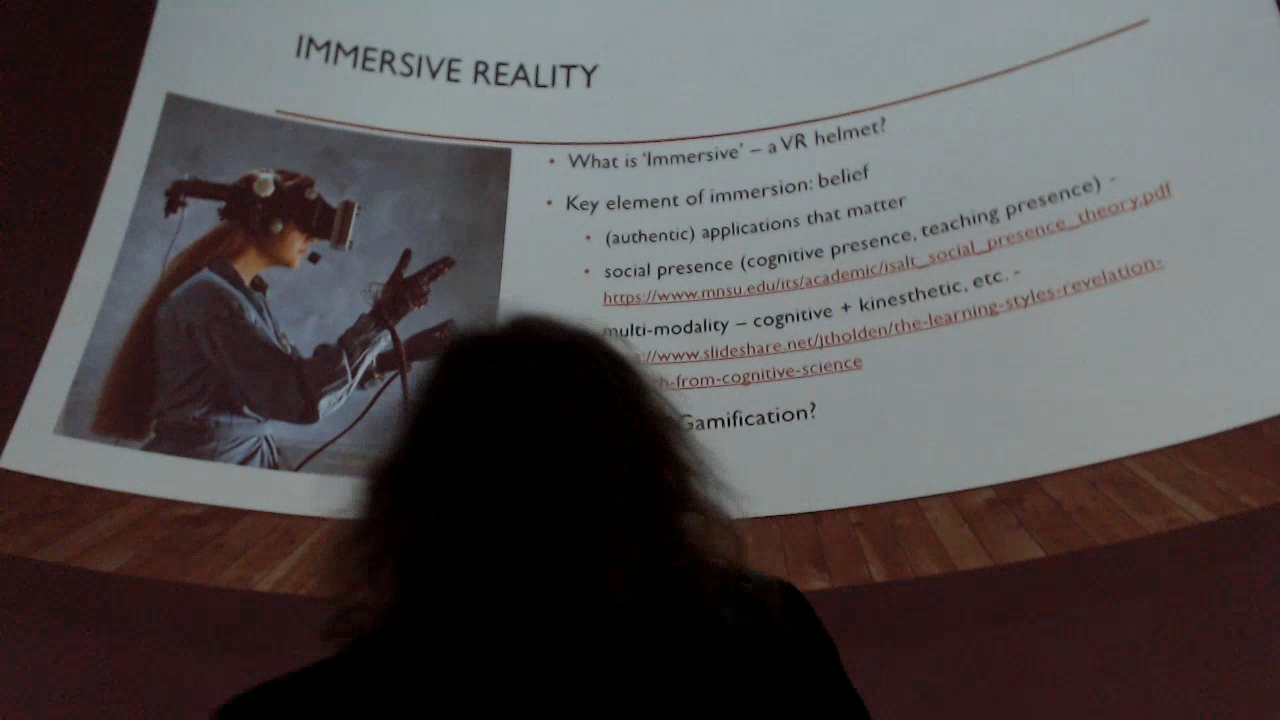 IMMERSIVE REALITY
• What is 'Immersive' – a VR helmet?
• Key element of immersion: belief
• (authentic) applications that matter
• social presence (cognitive presence, teaching presence) -
https://www.mnsu.edu/its/academic/isalt_social_presence_theory.pdf
multi-modality – cognitive + kinesthetic, etc. -
://www.slideshare.net/jtholden/the-learning-styles-revelation-
h-from-cognitive-science
Gamification?